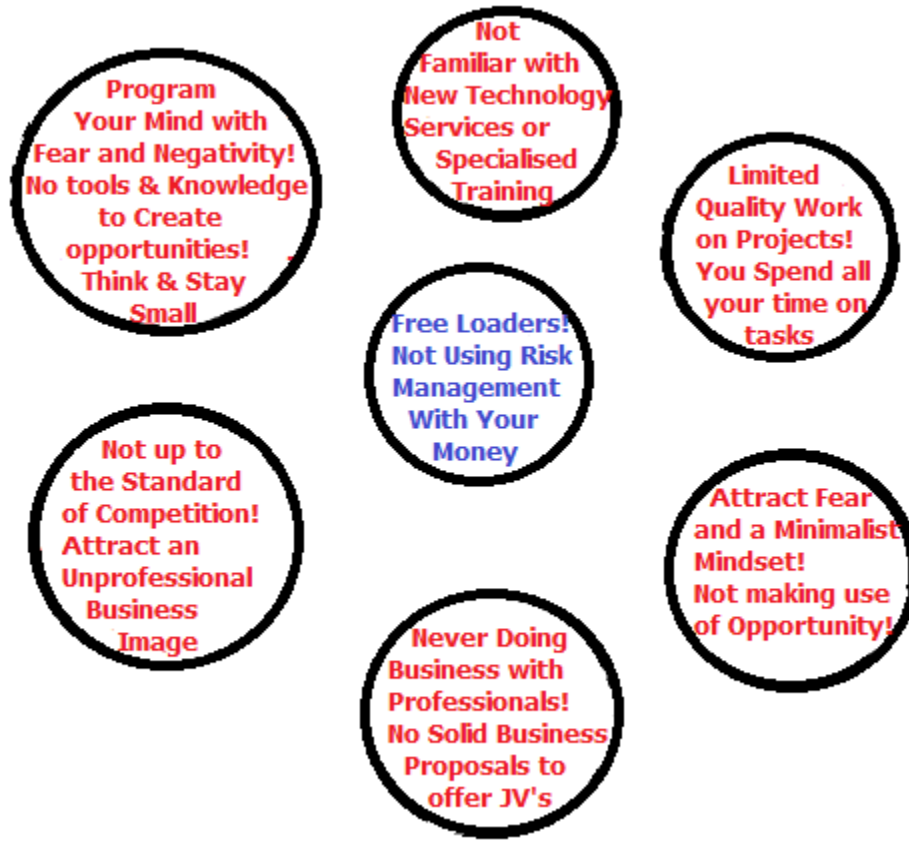 Program
Your Mind with
Fear and Negativity!
No tools & Knowledge
to Create
opportunities!
Think & Stay
Small
Not
Familiar with
New Technology
Services or
Specialised
Training
Limited
Quality Work
on Projects!
You Spend all
your time on
tasks
Free Loaders!
Not Using Risk
Management
With Your
Money
Not up to
the Standard
of Competition!
Attract an
Unprofessional
Business
Image
Attract Fear
and a Minimalist
Mindset!
Not making use
of Opportunity!
Never Doing
Business with
Professionals!
No Solid Business
Proposals to
offer JV's